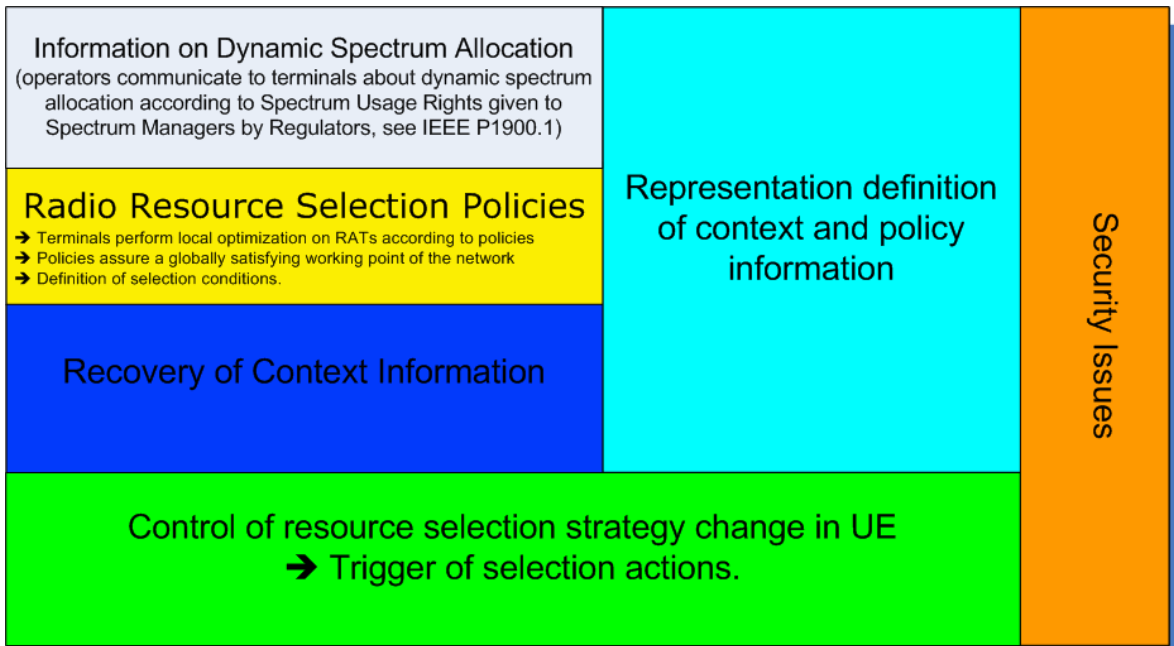 Information on Dynamic Spectrum Allocation
(operators communicate to terminals about dynamic spectrum
allocation according to Spectrum Usage Rights given to
Spectrum Managers by Regulators, see IEEE P1900.1)
Radio Resource Selection Policies
➔ Terminals perform local optimization on RATs according to policies
➔ Policies assure a globally satisfying working point of the network
➔ Definition of selection conditions.
Recovery of Context Information
Representation definition
of context and policy
information
Control of resource selection strategy change in UE
➔ Trigger of selection actions.
Security Issues